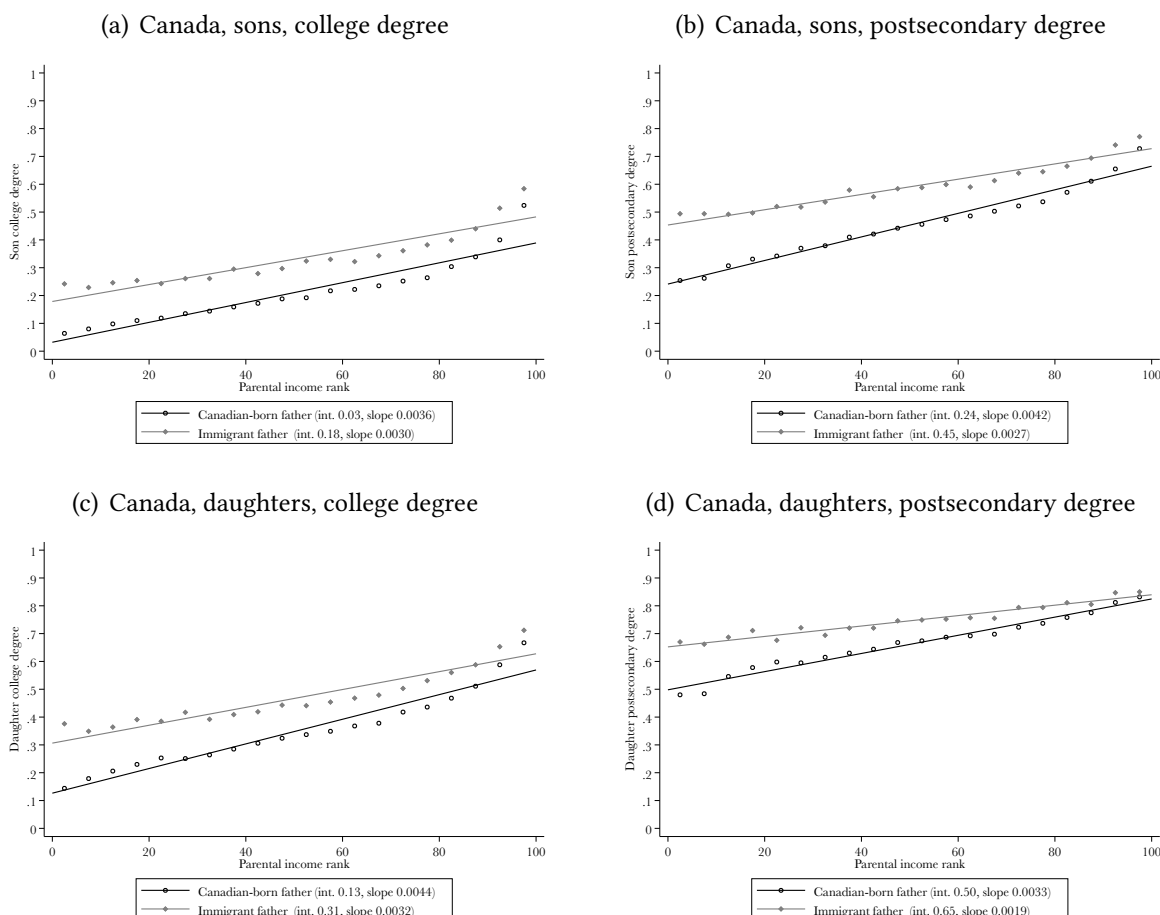 (a) Canada, sons, college degree
1
.9
.8
.7
.6
.5
.4
.3
.2
.1
0
Son college degree
0 20 40 60 80 100
Parental income rank
Canadian-born father (int. 0.03, slope 0.0036)
Immigrant father (int. 0.18, slope 0.0030)
(b) Canada, sons, postsecondary degree
1
.9
.8
.7
.6
.5
.4
.3
.2
.1
0
Son postsecondary degree
0 20 40 60 80 100
Parental income rank
Canadian-born father (int. 0.24, slope 0.0042)
Immigrant father (int. 0.45, slope 0.0027)
(c) Canada, daughters, college degree
1
.9
.8
.7
.6
.5
.4
.3
.2
.1
0
Daughter college degree
0 20 40 60 80 100
Parental income rank
Canadian-born father (int. 0.13, slope 0.0044)
Immigrant father (int. 0.31, slope 0.0032)
(d) Canada, daughters, postsecondary degree
1
.9
.8
.7
.6
.5
.4
.3
.2
.1
0
Daughter postsecondary degree
0 20 40 60 80 100
Parental income rank
Canadian-born father (int. 0.50, slope 0.0033)
Immigrant father (int. 0.65, slope 0.0019)